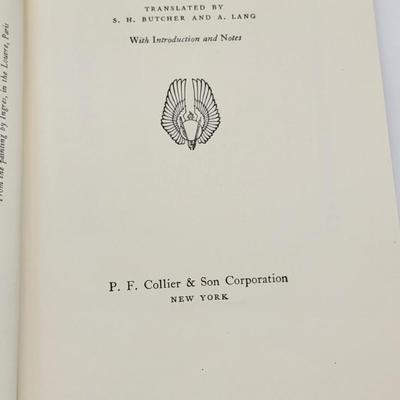 From the painting by Ingres, in the Louvre, Paris
TRANSLATED BY
S. H. BUTCHER AND A. LANG
With Introduction and Notes
P. F. Collier & Son Corporation
NEW YORK